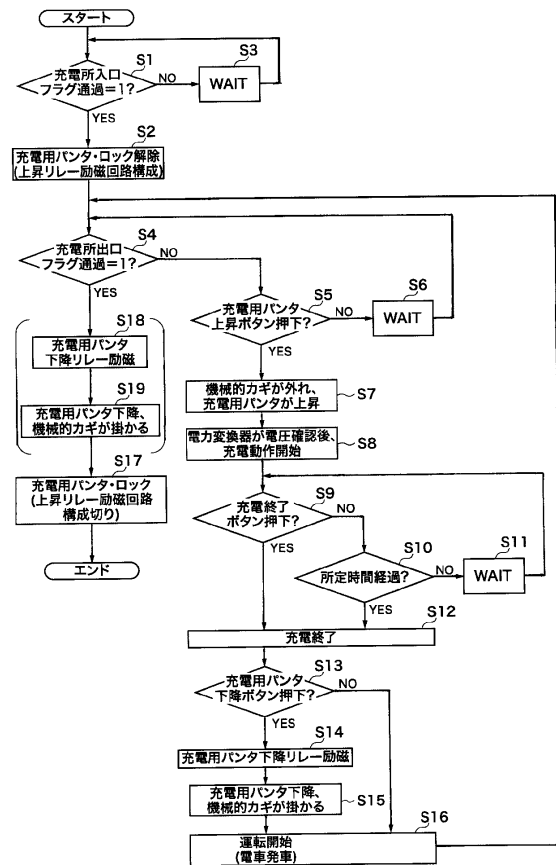 スタート
S1
充電所入口
フラグ通過=1?
NO
S3
WAIT
YES
S2
充電用パンタ・ロック解除
(上昇リレー励磁回路構成)
S4
充電所出口
フラグ通過=1?
NO
YES
S5
充電用パンタ
上昇ボタン押下?
NO
S6
WAIT
YES
S18
充電用パンタ
下降リレー励磁
S19
充電用パンタ下降、
機械的カギが掛かる
S17
充電用パンタ・ロック
(上昇リレー励磁回路
構成切り)
エンド
S7
機械的カギが外れ、
充電用パンタが上昇
S8
電力変換器が電圧確認後、
充電動作開始
S9
充電終了
ボタン押下?
NO
YES
S10
所定時間経過?
NO
S11
WAIT
YES
S12
充電終了
S13
充電用パンタ
下降ボタン押下?
NO
YES
S14
充電用パンタ下降リレー励磁
S15
充電用パンタ下降、
機械的カギが掛かる
S16
運転開始
(電車発車)